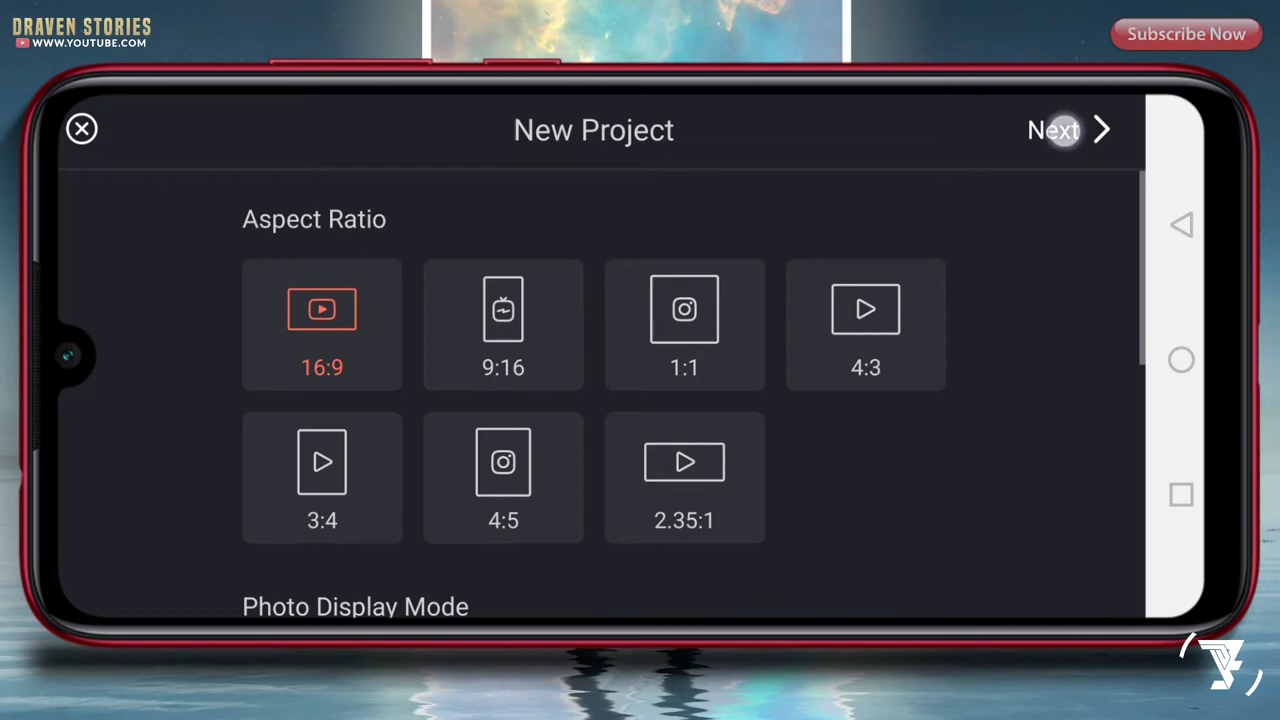 DRAVEN STORIES
WWW.YOUTUBE.COM
Subscribe Now
New Project
Next
Aspect Ratio
16:9
9:16
1:1
4:3
3:4
4:5
2.35:1
Photo Display Mode